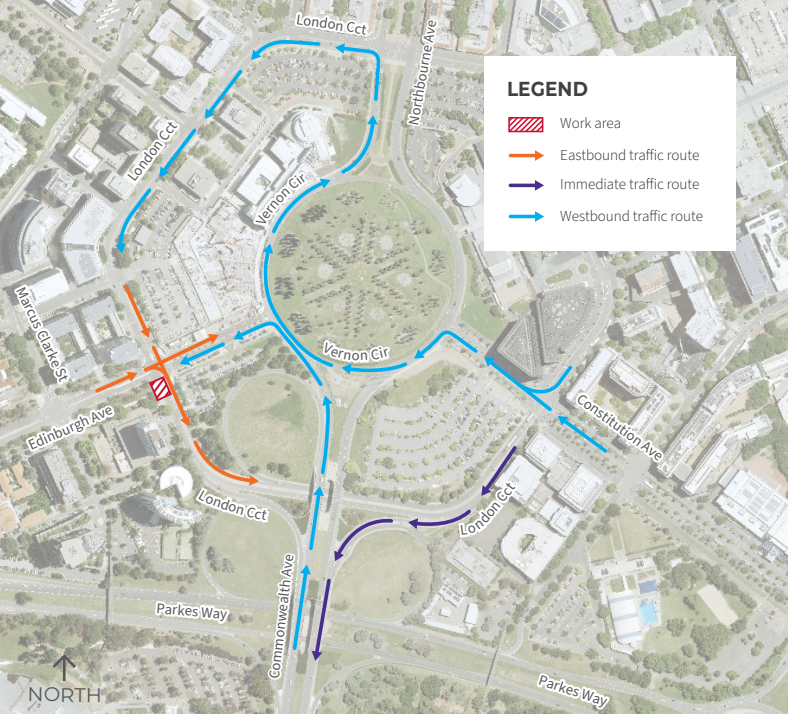 London Cct
Northbourne Ave
LEGEND
Work area
Eastbound traffic route
Immediate traffic route
Westbound traffic route
London Cct
Vernon Cir
Marcus Clarke St
Vernon Cir
Edinburgh Ave
Constitution Ave
London Cct
London Cct
Commonwealth Ave
Parkes Way
NORTH
Parkes Way